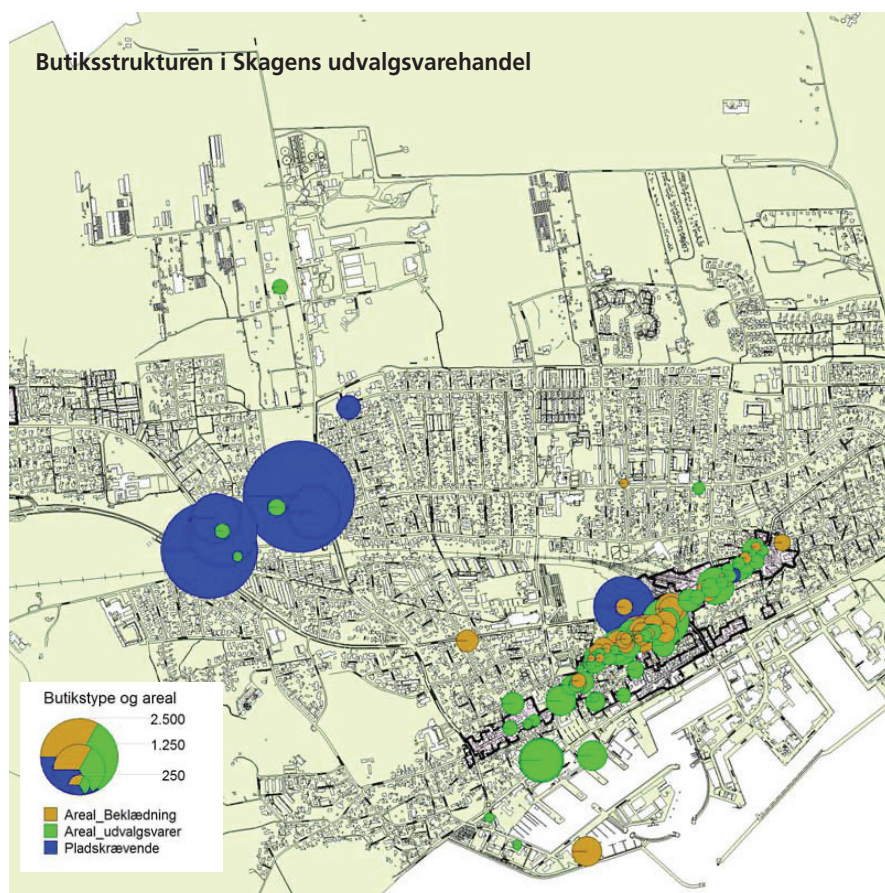 Butiksstrukturen i Skagens udvalgsvarehandel
Butikstype og areal
2.500
1.250
250
Areal_Beklædning
Areal_udvalgsvarer
Pladskrævende